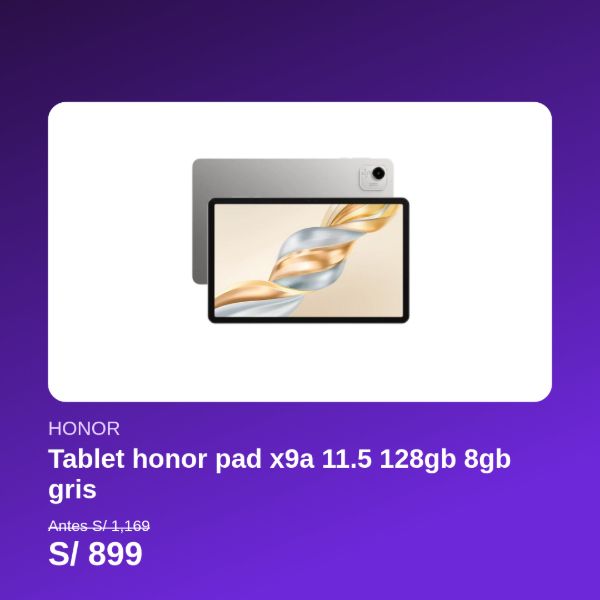 HONOR
Tablet honor pad x9a 11.5 128gb 8gb
gris
Antes S/ 1,169
S/ 899